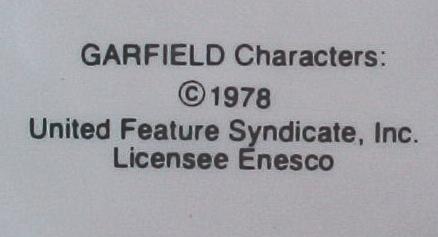 GARFIELD Characters:
©1978
United Feature Syndicate, Inc.
Licensee Enesco